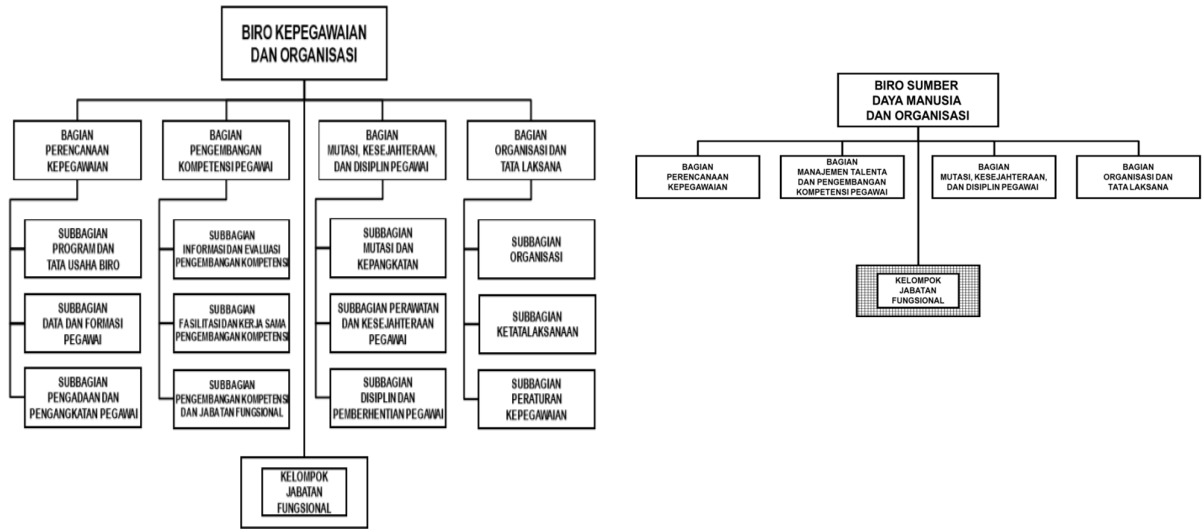 BIRO KEPEGAWAIAN
DAN ORGANISASI
BAGIAN
PERENCANAAN
KEPEGAWAIAN
BAGIAN
PENGEMBANGAN
KOMPETENSI PEGAWAI
BAGIAN
MUTASI, KESEJAHTERAAN,
DAN DISIPLIN PEGAWAI
BAGIAN
ORGANISASI DAN
TATA LAKSANA
SUBBAGIAN
PROGRAM DAN
TATA USAHA BIRO
SUBBAGIAN
INFORMASI DAN EVALUASI
PENGEMBANGAN KOMPETENSI
SUBBAGIAN
MUTASI DAN
KEPANGKATAN
SUBBAGIAN
ORGANISASI
SUBBAGIAN
DATA DAN FORMASI
PEGAWAI
SUBBAGIAN
FASILITASI DAN KERJA SAMA
PENGEMBANGAN KOMPETENSI
SUBBAGIAN PERAWATAN
DAN KESEJAHTERAAN
PEGAWAI
SUBBAGIAN
KETATALAKSANAAN
SUBBAGIAN
PENGADAAN DAN
PENGANGKATAN PEGAWAI
SUBBAGIAN
PENGEMBANGAN KOMPETENSI
DAN JABATAN FUNGSIONAL
SUBBAGIAN
DISIPLIN DAN
PEMBERHENTIAN PEGAWAI
SUBBAGIAN
PERATURAN
KEPEGAWAIAN
KELOMPOK
JABATAN
FUNGSIONAL
BIRO SUMBER
DAYA MANUSIA
DAN ORGANISASI
BAGIAN
PERENCANAAN
KEPEGAWAIAN
BAGIAN
MANAJEMEN TALENTA
DAN PENGEMBANGAN
KOMPETENSI PEGAWAI
BAGIAN
MUTASI, KESEJAHTERAAN,
DAN DISIPLIN PEGAWAI
BAGIAN
ORGANISASI DAN
TATA LAKSANA
KELOMPOK
JABATAN
FUNGSIONAL